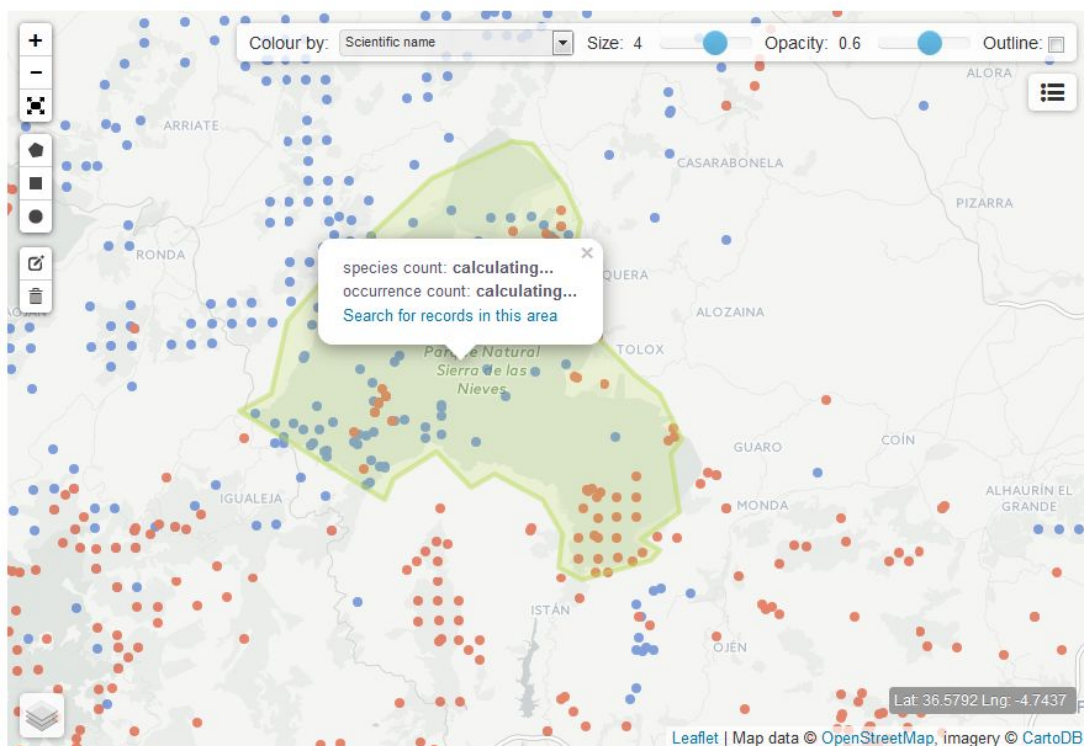 +
−
Colour by: Scientific name Size: 4 Opacity: 0.6 Outline:
ALORA
ARRIATE
CASARABONELA
PIZARRA
RONDA
species count: calculating...
×
occurrence count: calculating...
QUERA
Search for records in this area
ALOZAINA
TOLOX
Parque Natural
Sierra de las
Nieves
GUARO
COÍN
IGUALEJA
MONDA
ALHAURÍN EL
GRANDE
ISTÁN
OJÉN
Lat: 36.5792 Lng: -4.7437
Leaflet | Map data © OpenStreetMap, imagery © CartoDB